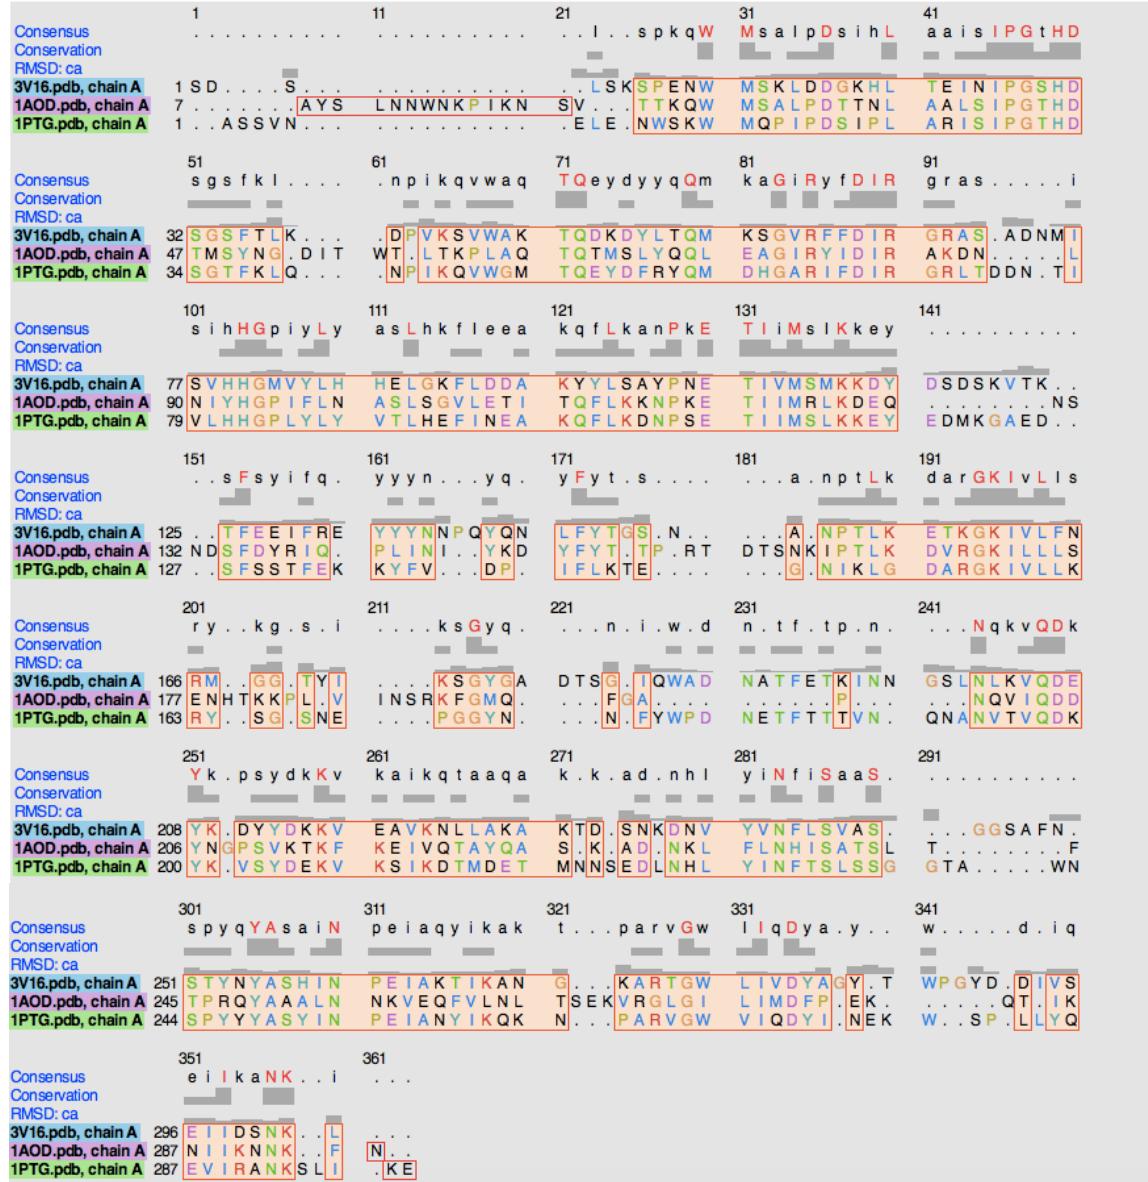 1 11 21 31 41
Consensus . . . . . . . . . . . . . . . . . . . . . . l . . s p k q W M s a l p D s i h L a a i s I P G t H D
Conservation
RMSD: ca
3V16.pdb, chain A 1 S D . . . . . S . . . . . . . . . . . . . . L S K S P E N W M S K L D D G K H L T E I N I P G S H D
1AOD.pdb, chain A 7 . . . . . . . A Y S L N N W N K P I K N S V . . . T T K Q W M S A L P D T T N L A A L S I P G T H D
1PTG.pdb, chain A 1 . . A S S V N . . . . . . . . . . . . . . E L E . N W S K W M Q P I P D S I P L A R I S I P G T H D
51 61 71 81 91
Consensus s g s f k l . . . . . n p i k q v w a q T Q e y d y y q Q m k a G i R y f D I R g r a s . . . . . i
Conservation
RMSD: ca
3V16.pdb, chain A 32 S G S F T L K . . . . D P V K S V W A K T Q D K D Y L T Q M K S G V R F F D I R G R A S . A D N M I
1AOD.pdb, chain A 47 T M S Y N G . D I T W T . L T K P L A Q T Q T M S L Y Q Q L E A G I R Y I D I R A K D N . . . . . L
1PTG.pdb, chain A 34 S G T F K L Q . . . . N P I K Q V W G M T Q E Y D F R Y Q M D H G A R I F D I R G R L T D D N . T I
101 111 121 131 141
Consensus s i h H G p i y L y a s L h k f l e e a k q f L k a n P k E T I i M s l K k e y . . . . . . . . . .
Conservation
RMSD: ca
3V16.pdb, chain A 77 S V H H G M V Y L H H E L G K F L D D A K Y Y L S A Y P N E T I V M S M K K D Y D S D S K V T K . .
1AOD.pdb, chain A 90 N I Y H G P I F L N A S L S G V L E T I T Q F L K K N P K E T I I M R L K D E Q . . . . . . . . N S
1PTG.pdb, chain A 79 V L H H G P L Y L Y V T L H E F I N E A K Q F L K D N P S E T I I M S L K K E Y E D M K G A E D . .
151 161 171 181 191
Consensus . . s F s y i f q . y y y n . . . y q . y F y t . s . . . . . . . a . n p t L k d a r G K I v L l s
Conservation
RMSD: ca
3V16.pdb, chain A 125 . . T F E E I F R E Y Y Y N N P Q Y Q N L F Y T G S . N . . . . . A . N P T L K E T K G K I V L F N
1AOD.pdb, chain A 132 N D S F D Y R I Q . P L I N I . . Y K D Y F Y T . T P . R T D T S N K I P T L K D V R G K I L L L S
1PTG.pdb, chain A 127 . . S F S S T F E K K Y F V . . . D P . I F L K T E . . . . . . . G . N I K L G D A R G K I V L L K
201 211 221 231 241
Consensus r y . . k g . s . i . . . . k s G y q . . . . n . i . w . d n . t f . t p . n . . . . N q k v Q D k
Conservation
RMSD: ca
3V16.pdb, chain A 166 R M . . G G . T Y I . . . . K S G Y G A D T S G . I Q W A D N A T F E T K I N N G S L N L K V Q D E
1AOD.pdb, chain A 177 E N H T K K P L . V I N S R K F G M Q . . . . F G A . . . . . . . . . . P . . . . . . N Q V I Q D D
1PTG.pdb, chain A 163 R Y . . S G . S N E . . . . P G G Y N . . . . N . F Y W P D N E T F T T T V N . Q N A N V T V Q D K
251 261 271 281 291
Consensus Y k . p s y d k K v k a i k q t a a q a k . k . a d . n h l y i N f i S a a S . . . . . . . . . . .
Conservation
RMSD: ca
3V16.pdb, chain A 208 Y K . D Y Y D K K V E A V K N L L A K A K T D . S N K D N V Y V N F L S V A S . . . . G G S A F N .
1AOD.pdb, chain A 206 Y N G P S V K T K F K E I V Q T A Y Q A S . K . A D . N K L F L N H I S A T S L T . . . . . . . F
1PTG.pdb, chain A 200 Y K . V S Y D E K V K S I K D T M D E T M N N S E D L N H L Y I N F T S L S S G G T A . . . . . W N
301 311 321 331 341
Consensus s p y q Y A s a i N p e i a q y i k a k t . . . p a r v G w l I q D y a . y . . w . . . . . d . i q
Conservation
RMSD: ca
3V16.pdb, chain A 251 S T Y N Y A S H I N P E I A K T I K A N G . . . K A R T G W L I V D Y A G Y . T W P G Y D . D I V S
1AOD.pdb, chain A 245 T P R Q Y A A A L N N K V E Q F V L N L T S E K V R G L G I L I M D F P . E K . . . . . . Q T . I K
1PTG.pdb, chain A 244 S P Y Y Y A S Y I N P E I A N Y I K Q K N . . . P A R V G W V I Q D Y I . N E K W . . S P . L L Y Q
351 361
Consensus e i I k a N K . . i . . .
Conservation
RMSD: ca
3V16.pdb, chain A 296 E I I D S N K . . L . . .
1AOD.pdb, chain A 287 N I I K N N K . . F N . .
1PTG.pdb, chain A 287 E V I R A N K S L I . K E